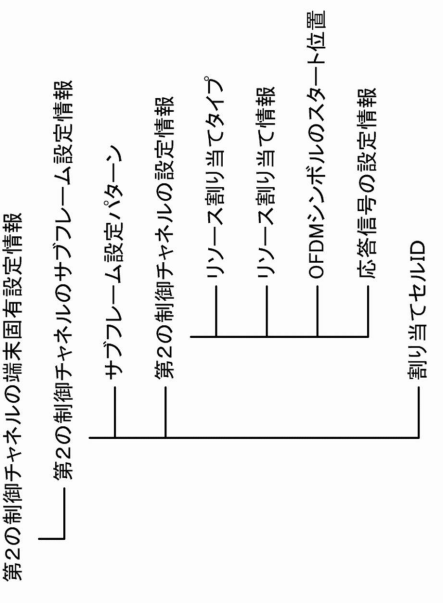 第2の制御チャネルの端末固有設定情報
第2の制御チャネルのサブフレーム設定情報
サブフレーム設定パターン
第2の制御チャネルの設定情報
リソース割り当てタイプ
リソース割り当て情報
OFDMシンボルのスタート位置
応答信号の設定情報
割り当てセルID